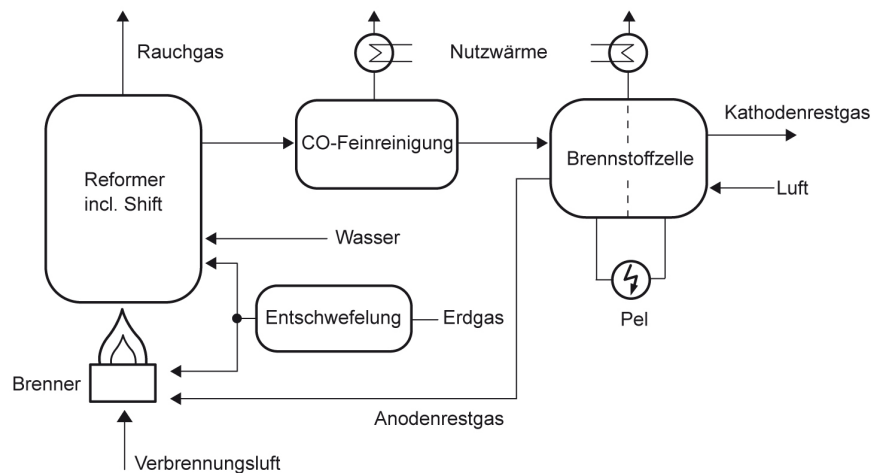 Rauchgas
Nutzwärme
Kathodenrestgas
CO-Feinreinigung
Brennstoffzelle
Reformer
incl. Shift
Luft
Wasser
Entschwefelung
Erdgas
Pel
Brenner
Anodenrestgas
Verbrennungsluft